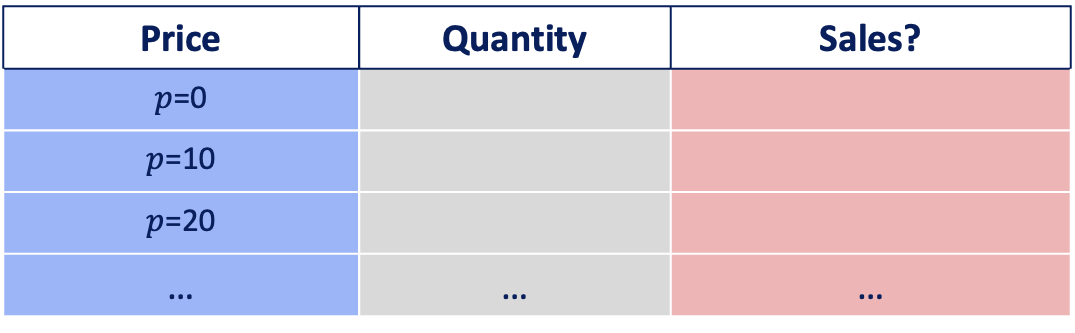 Price Quantity Sales?
p=0
p=10
p=20
... ... ...